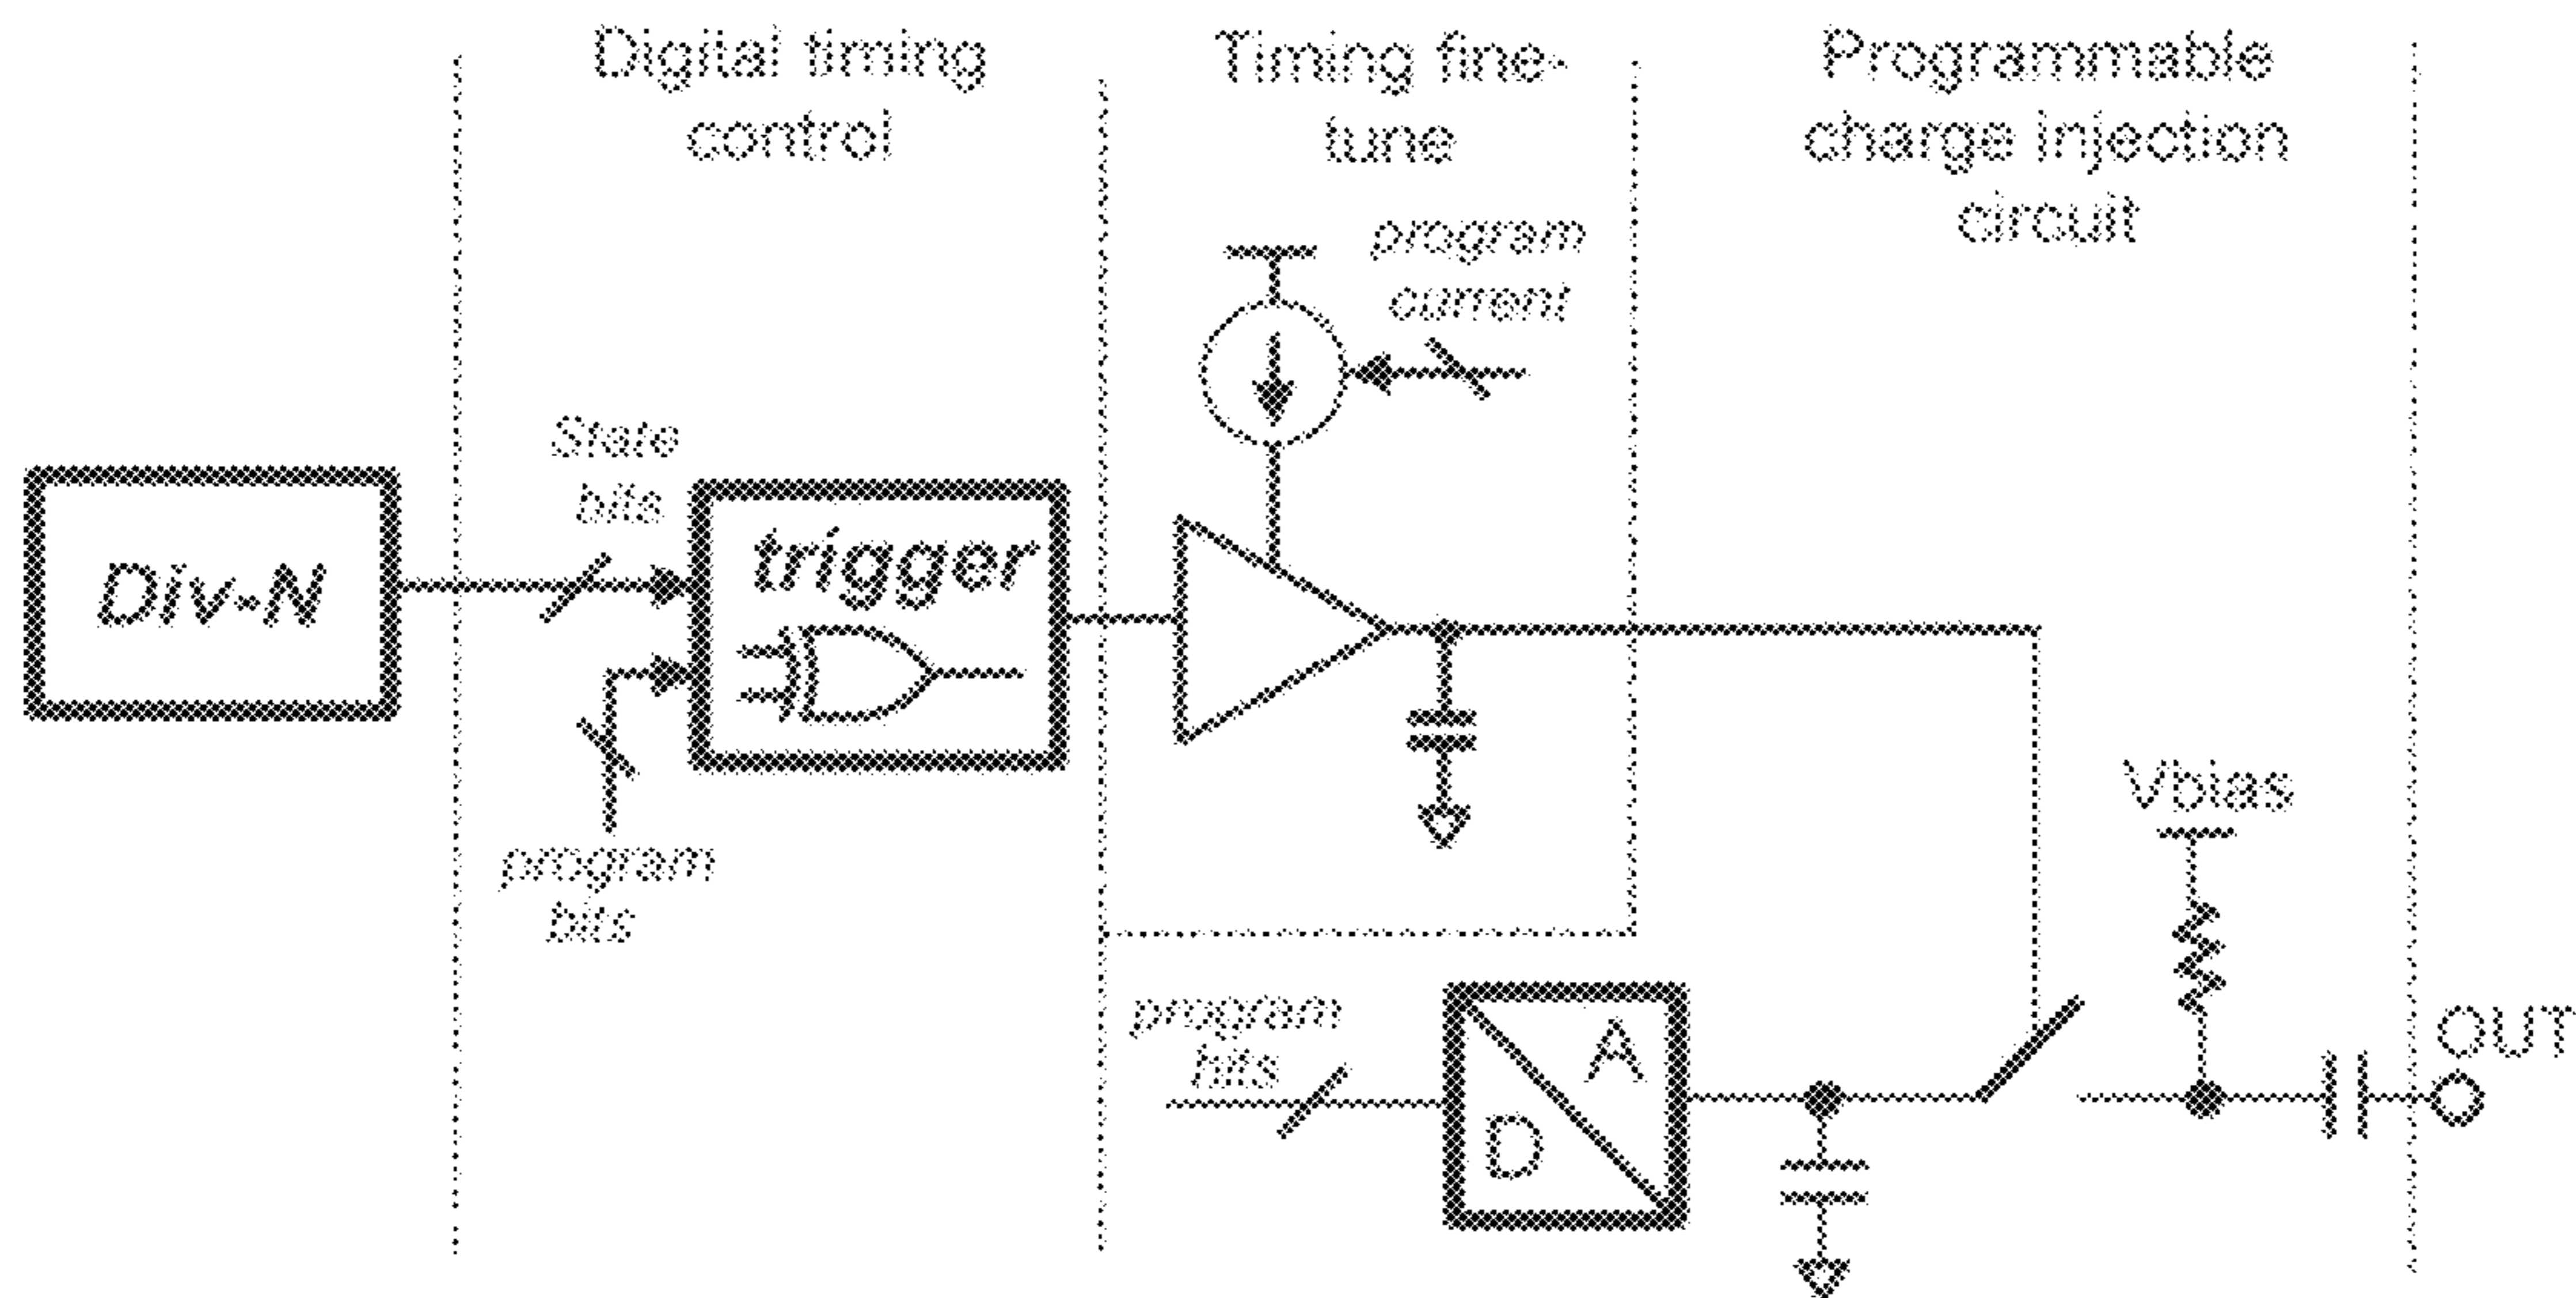 Digital timing
control
Timing fine-
tune
Programmable
charge injection
circuit
program
current
State
bits
Div-N
trigger
program
bits
Vbias
program
bits
A
D
OUT